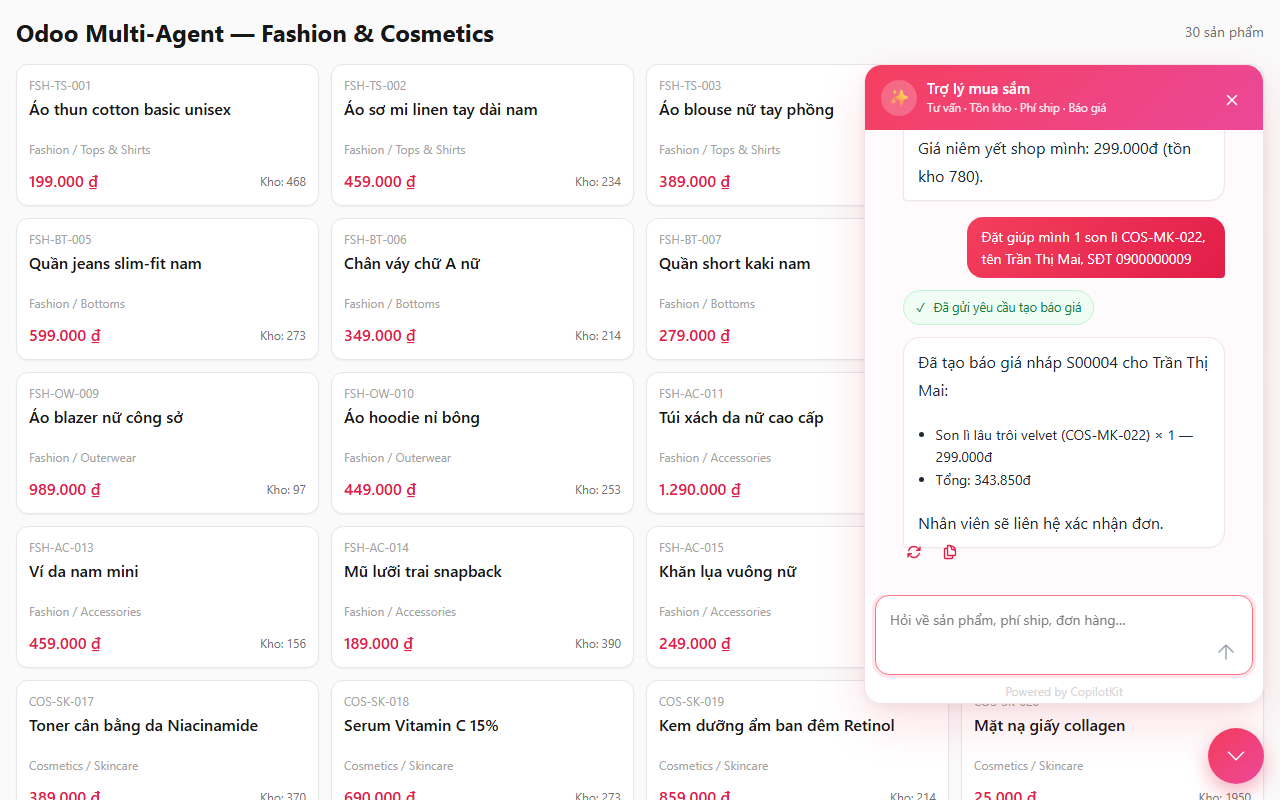 Odoo Multi-Agent — Fashion & Cosmetics
30 sản phẩm
FSH-TS-001
Áo thun cotton basic unisex
Fashion / Tops & Shirts
199.000 ₫
Kho: 468
FSH-TS-002
Áo sơ mi linen tay dài nam
Fashion / Tops & Shirts
459.000 ₫
Kho: 234
FSH-TS-003
Áo blouse nữ tay phồng
Fashion / Tops & Shirts
389.000 ₫
FSH-BT-005
Quần jeans slim-fit nam
Fashion / Bottoms
599.000 ₫
Kho: 273
FSH-BT-006
Chân váy chữ A nữ
Fashion / Bottoms
349.000 ₫
Kho: 214
FSH-BT-007
Quần short kaki nam
Fashion / Bottoms
279.000 ₫
FSH-OW-009
Áo blazer nữ công sở
Fashion / Outerwear
989.000 ₫
Kho: 97
FSH-OW-010
Áo hoodie nỉ bông
Fashion / Outerwear
449.000 ₫
Kho: 253
FSH-AC-011
Túi xách da nữ cao cấp
Fashion / Accessories
1.290.000 ₫
FSH-AC-013
Ví da nam mini
Fashion / Accessories
459.000 ₫
Kho: 156
FSH-AC-014
Mũ lưỡi trai snapback
Fashion / Accessories
189.000 ₫
Kho: 390
FSH-AC-015
Khăn lụa vuông nữ
Fashion / Accessories
249.000 ₫
COS-SK-017
Toner cân bằng da Niacinamide
Cosmetics / Skincare
389.000 ₫
Kho: 370
COS-SK-018
Serum Vitamin C 15%
Cosmetics / Skincare
690.000 ₫
Kho: 273
COS-SK-019
Kem dưỡng ẩm ban đêm Retinol
Cosmetics / Skincare
859.000 ₫
Kho: 214
COS-SK-020
Mặt nạ giấy collagen
Cosmetics / Skincare
25.000 ₫
Kho: 1950
Trợ lý mua sắm
Tư vấn · Tồn kho · Phí ship · Báo giá
Giá niêm yết shop mình: 299.000đ (tồn
kho 780).
Đặt giúp mình 1 son lì COS-MK-022,
tên Trần Thị Mai, SĐT 0900000009
✓ Đã gửi yêu cầu tạo báo giá
Đã tạo báo giá nháp S00004 cho Trần Thị
Mai:
• Son lì lâu trôi velvet (COS-MK-022) × 1 —
299.000đ
• Tổng: 343.850đ
Nhân viên sẽ liên hệ xác nhận đơn.
Hỏi về sản phẩm, phí ship, đơn hàng...
Powered by CopilotKit